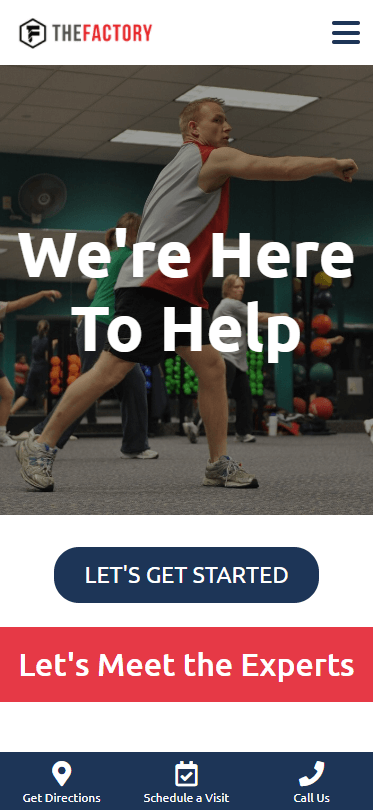 THEFACTORY
We're Here
To Help
LET'S GET STARTED
Let's Meet the Experts
Get Directions
Schedule a Visit
Call Us